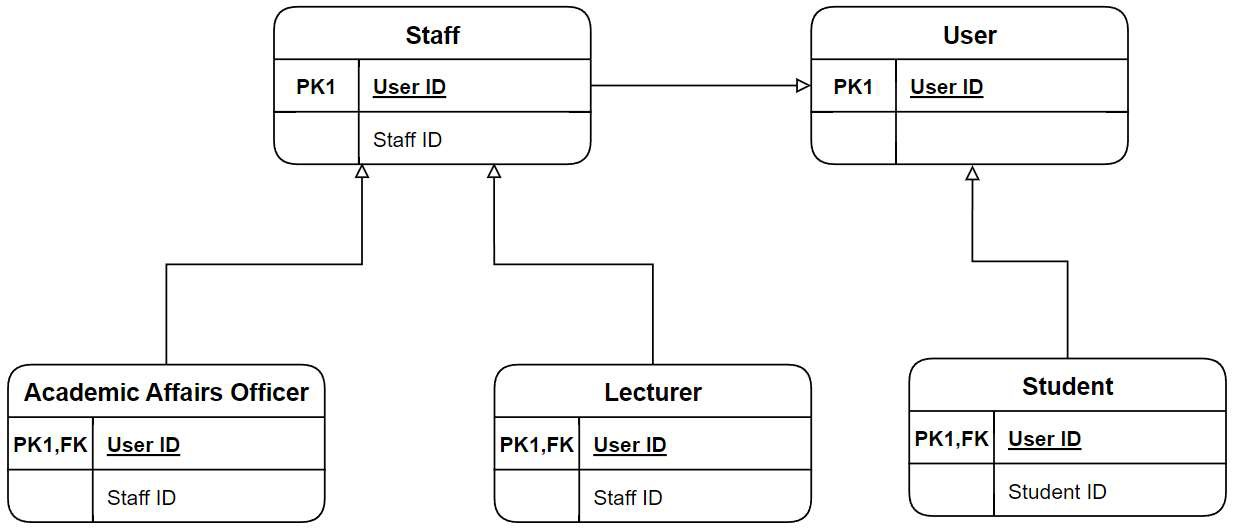 Staff
PK1 User ID
Staff ID
User
PK1 User ID
Academic Affairs Officer
PK1,FK User ID
Staff ID
Lecturer
PK1,FK User ID
Staff ID
Student
PK1,FK User ID
Student ID